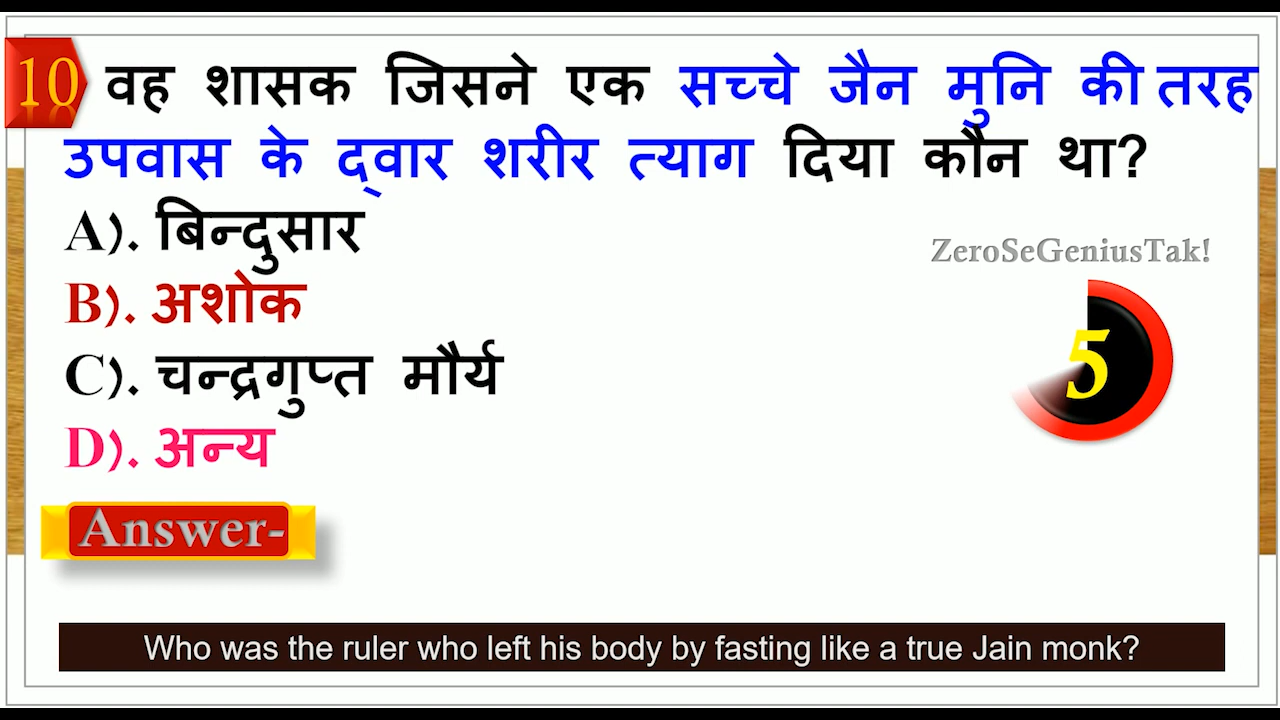 10 वह शासक जिसने एक सच्चे जैन मुनि की तरह
उपवास के द्‌वार शरीर त्याग दिया कौन था?
A). बिन्दुसार
ZeroSeGeniusTak!
B). अशोक
5
C). चन्द्रगुप्त मौर्य
D). अन्य
Answer-
Who was the ruler who left his body by fasting like a true Jain monk?